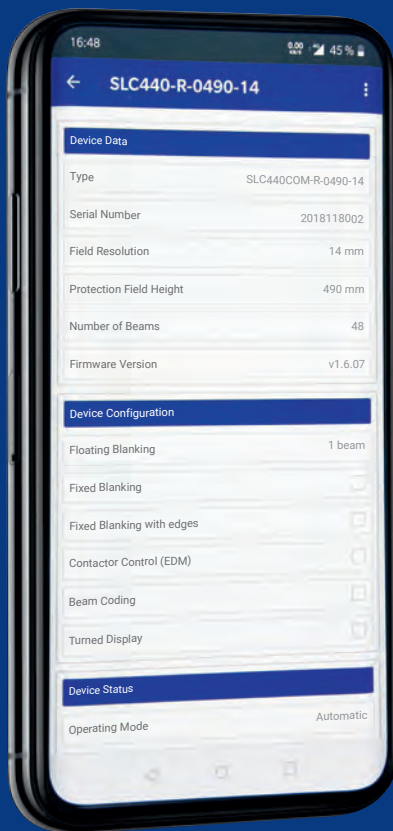 16:48 0.00 KB/S 45 %
SLC440-R-0490-14
Device Data
Type SLC440COM-R-0490-14
Serial Number 2018118002
Field Resolution 14 mm
Protection Field Height 490 mm
Number of Beams 48
Firmware Version v1.6.07
Device Configuration
Floating Blanking 1 beam
Fixed Blanking
Fixed Blanking with edges
Contactor Control (EDM)
Beam Coding
Turned Display
Device Status
Operating Mode Automatic